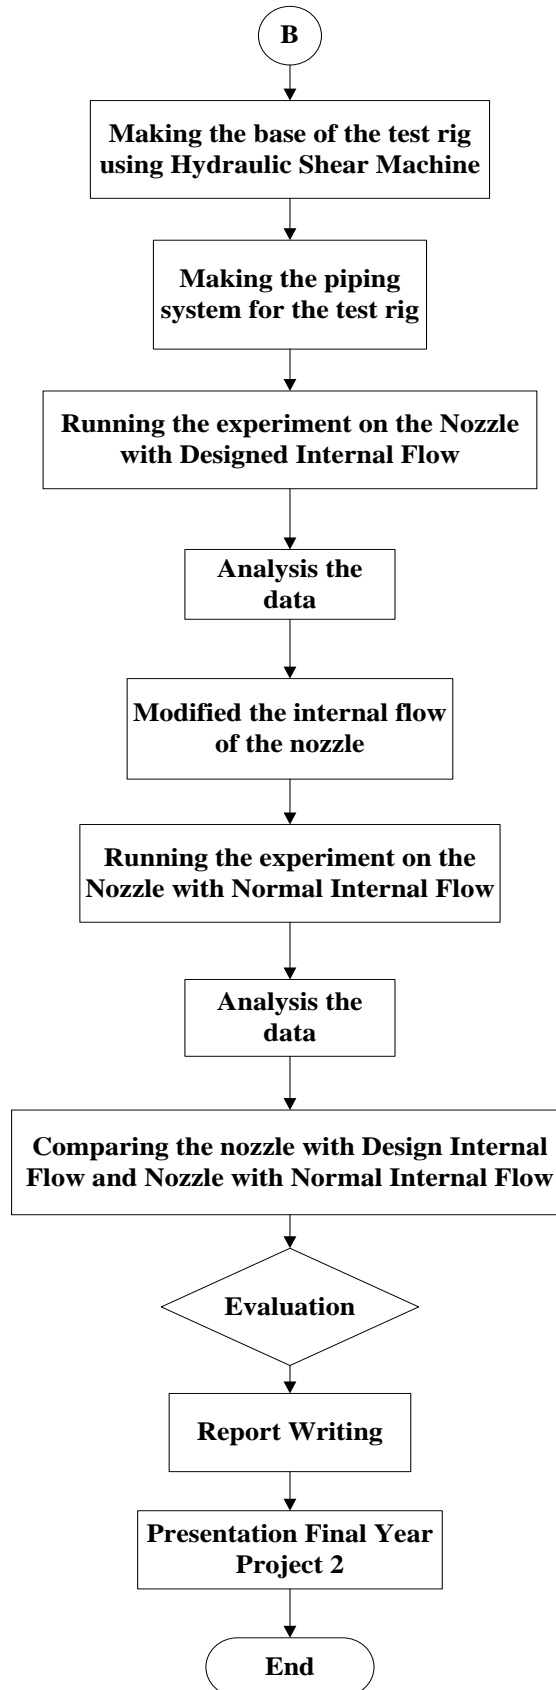 B
Making the base of the test rig
using Hydraulic Shear Machine
Making the piping
system for the test rig
Running the experiment on the Nozzle
with Designed Internal Flow
Analysis the
data
Modified the internal flow
of the nozzle
Running the experiment on the
Nozzle with Normal Internal Flow
Analysis the
data
Comparing the nozzle with Design Internal
Flow and Nozzle with Normal Internal Flow
Evaluation
Report Writing
Presentation Final Year
Project 2
End